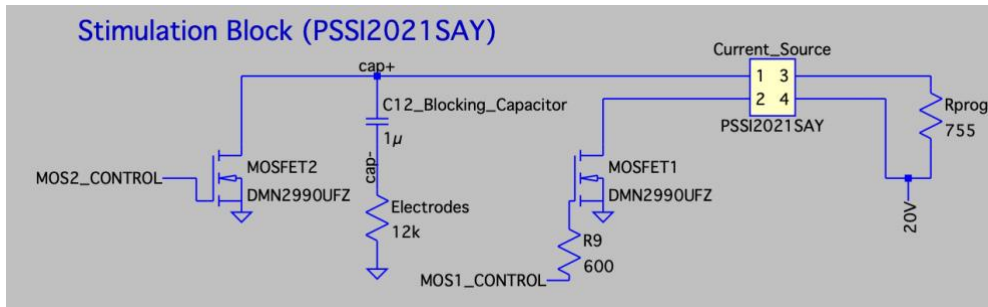 Stimulation Block (PSSI2021SAY)
Current_Source
cap+
1 3
2 4
PSSI2021SAY
C12_Blocking_Capacitor
1µ
Rprog
755
cap-
MOS2_CONTROL
MOSFET2
DMN2990UFZ
MOSFET1
DMN2990UFZ
Electrodes
12k
20V
R9
600
MOS1_CONTROL